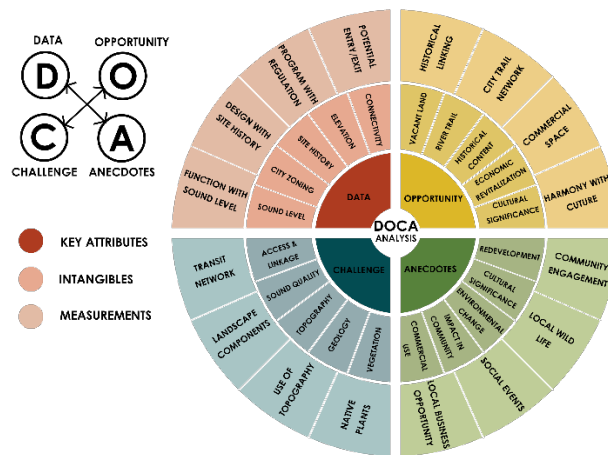 DATA
OPPORTUNITY
D
O
C
A
CHALLENGE
ANECDOTES
KEY ATTRIBUTES
INTANGIBLES
MEASUREMENTS
DOCA
ANALYSIS
DATA
SOUND LEVEL
CITY ZONING
SITE HISTORY
ELEVATION
CONNECTIVITY
FUNCTION WITH
SOUND LEVEL
DESIGN WITH
SITE HISTORY
PROGRAM WITH
REGULATION
POTENTIAL
ENTRY/EXIT
OPPORTUNITY
VACANT LAND
RIVER TRAIL
HISTORICAL
CONTENT
ECONOMIC
REVITALIZATION
CULTURAL
SIGNIFICANCE
HISTORICAL
LINKING
CITY TRAIL
NETWORK
COMMERCIAL
SPACE
HARMONY WITH
CUTURE
CHALLENGE
ACCESS &
LINKAGE
SOUND QUALITY
TOPOGRAPHY
GEOLOGY
VEGETATION
TRANSIT
NETWORK
LANDSCAPE
COMPONENTS
USE OF
TOPOGRAPHY
NATIVE
PLANTS
ANECDOTES
REDEVELOPMENT
CULTURAL
SIGNIFICANCE
ENVIRONMENTAL
CHANGE
IMPACT IN
COMMUNITY
COMMERCIAL
USE
COMMUNITY
ENGAGEMENT
LOCAL WILD
LIFE
SOCIAL EVENTS
LOCAL BUSINESS
OPPORTUNITY